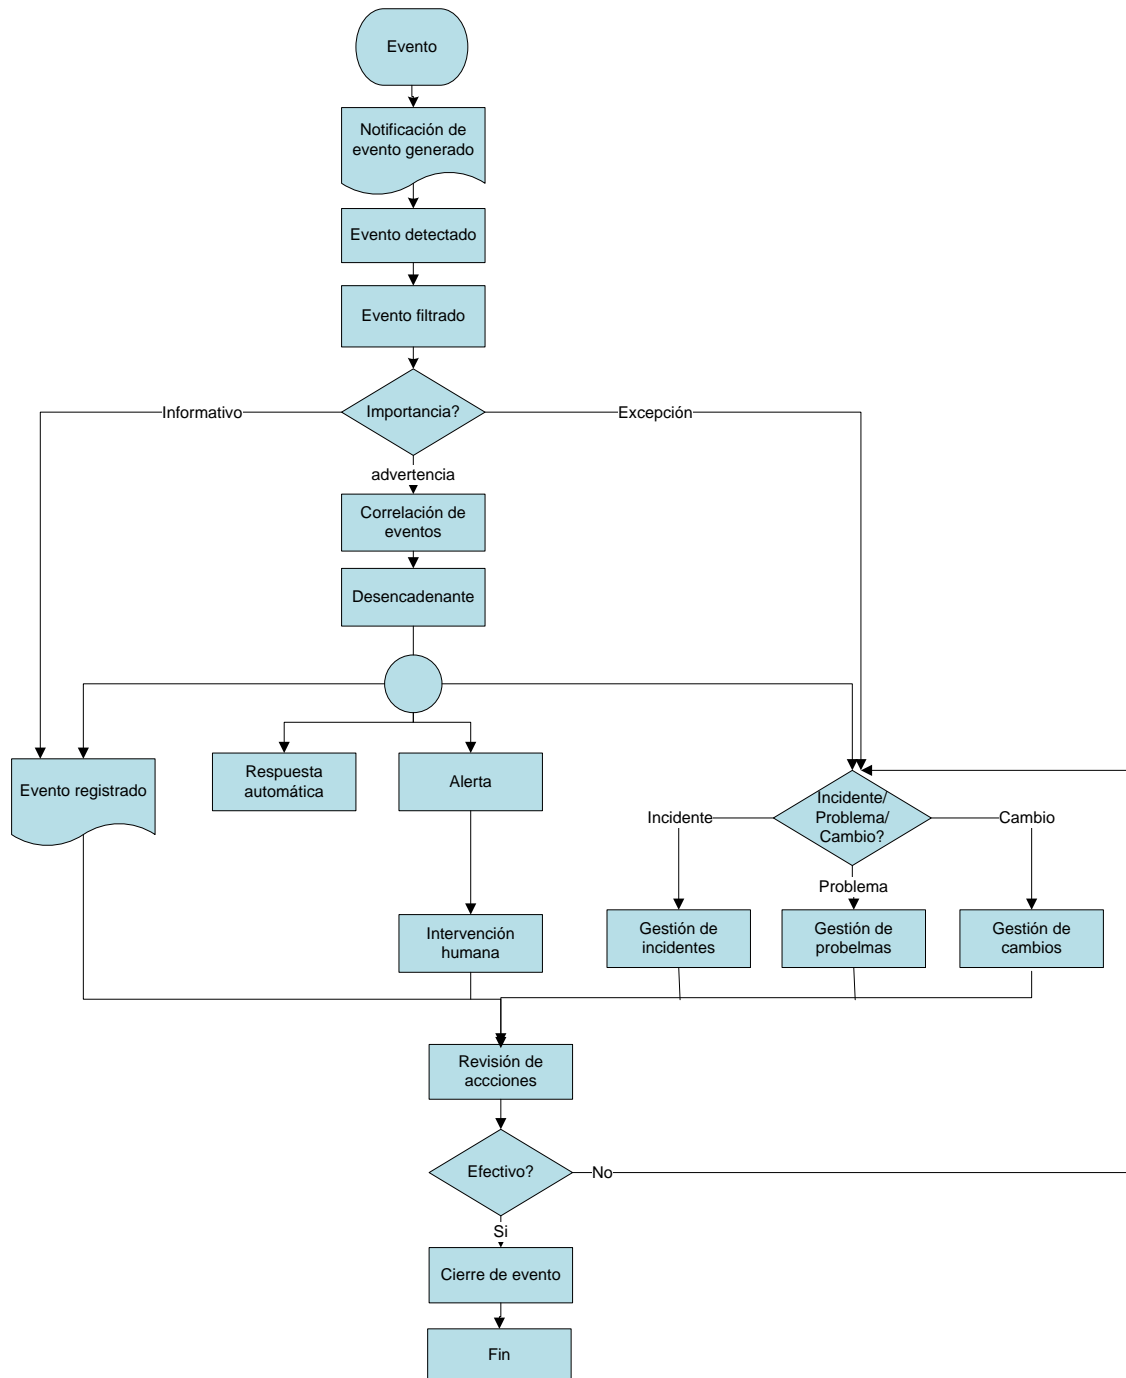 Evento
Notificación de
evento generado
Evento detectado
Evento filtrado
Informativo
Importancia?
Excepción
advertencia
Correlación de
eventos
Desencadenante
Evento registrado
Respuesta
automática
Alerta
Incidente/
Problema/
Cambio?
Incidente
Cambio
Problema
Intervención
humana
Gestión de
incidentes
Gestión de
probelmas
Gestión de
cambios
Revisión de
accciones
Efectivo?
No
Si
Cierre de evento
Fin